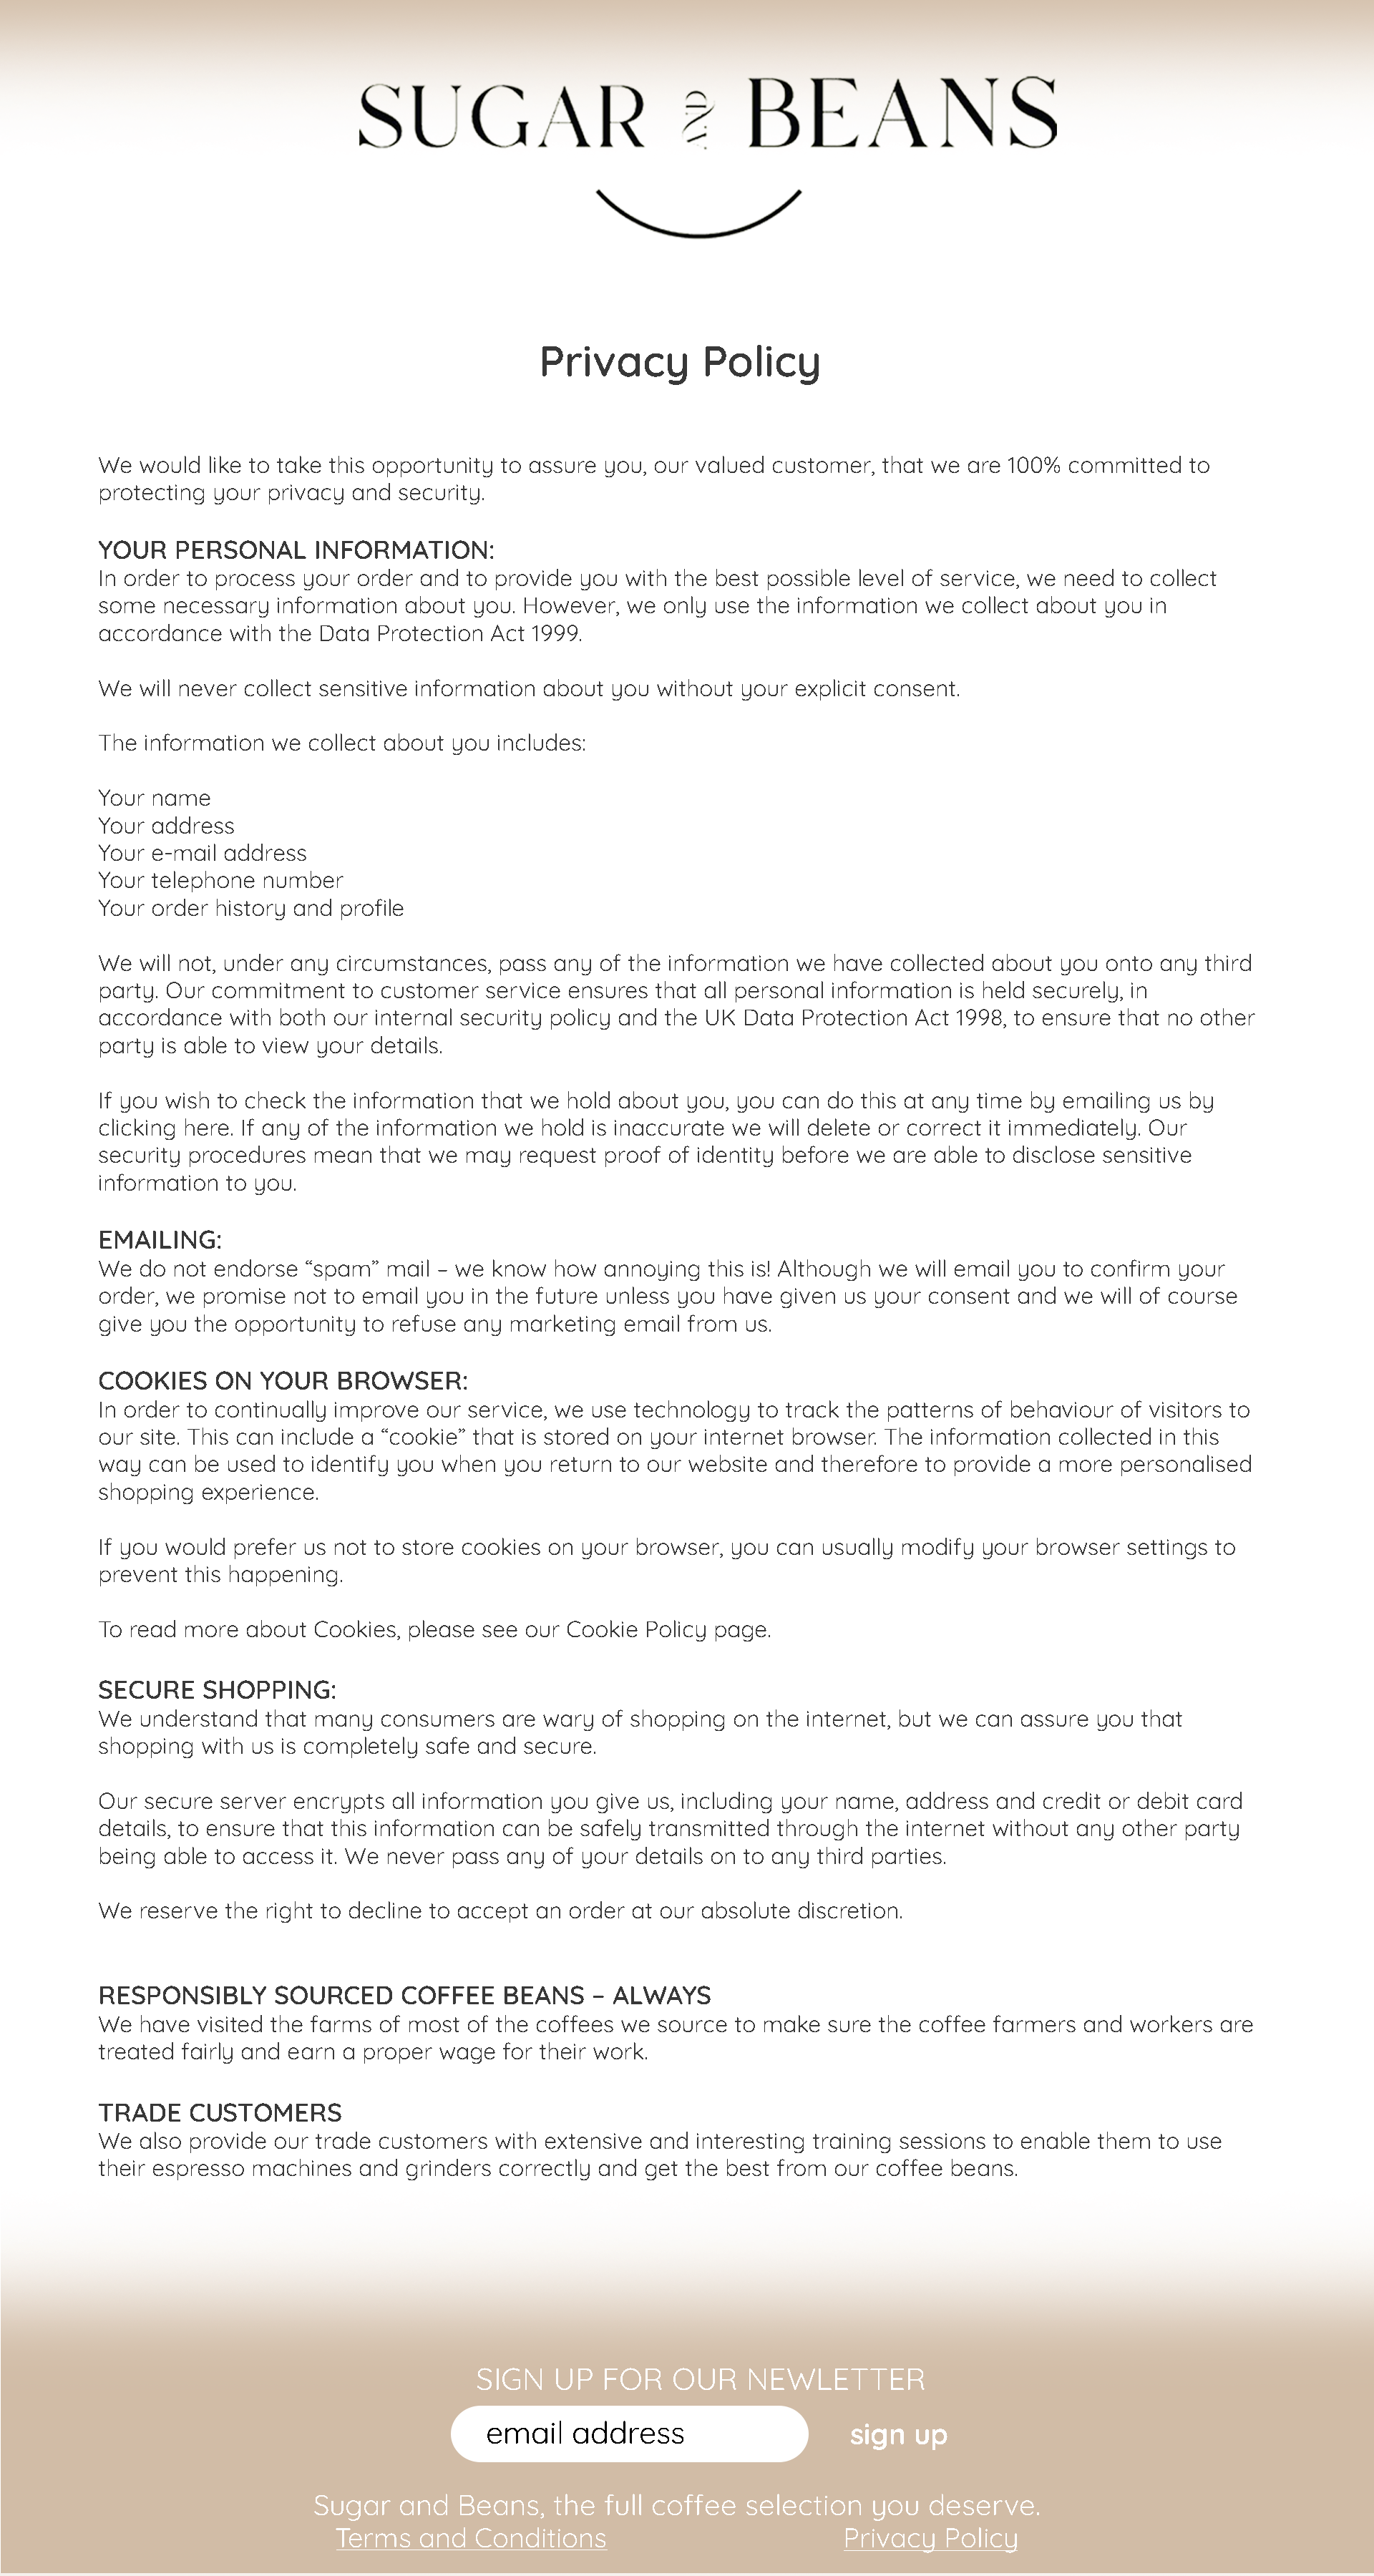 SUGAR AND BEANS
Privacy Policy
We would like to take this opportunity to assure you, our valued customer, that we are 100% committed to
protecting your privacy and security.
YOUR PERSONAL INFORMATION:
In order to process your order and to provide you with the best possible level of service, we need to collect
some necessary information about you. However, we only use the information we collect about you in
accordance with the Data Protection Act 1999.
We will never collect sensitive information about you without your explicit consent.
The information we collect about you includes:
Your name
Your address
Your e-mail address
Your telephone number
Your order history and profile
We will not, under any circumstances, pass any of the information we have collected about you onto any third
party. Our commitment to customer service ensures that all personal information is held securely, in
accordance with both our internal security policy and the UK Data Protection Act 1998, to ensure that no other
party is able to view your details.
If you wish to check the information that we hold about you, you can do this at any time by emailing us by
clicking here. If any of the information we hold is inaccurate we will delete or correct it immediately. Our
security procedures mean that we may request proof of identity before we are able to disclose sensitive
information to you.
EMAILING:
We do not endorse “spam” mail – we know how annoying this is! Although we will email you to confirm your
order, we promise not to email you in the future unless you have given us your consent and we will of course
give you the opportunity to refuse any marketing email from us.
COOKIES ON YOUR BROWSER:
In order to continually improve our service, we use technology to track the patterns of behaviour of visitors to
our site. This can include a “cookie” that is stored on your internet browser. The information collected in this
way can be used to identify you when you return to our website and therefore to provide a more personalised
shopping experience.
If you would prefer us not to store cookies on your browser, you can usually modify your browser settings to
prevent this happening.
To read more about Cookies, please see our Cookie Policy page.
SECURE SHOPPING:
We understand that many consumers are wary of shopping on the internet, but we can assure you that
shopping with us is completely safe and secure.
Our secure server encrypts all information you give us, including your name, address and credit or debit card
details, to ensure that this information can be safely transmitted through the internet without any other party
being able to access it. We never pass any of your details on to any third parties.
We reserve the right to decline to accept an order at our absolute discretion.
RESPONSIBLY SOURCED COFFEE BEANS – ALWAYS
We have visited the farms of most of the coffees we source to make sure the coffee farmers and workers are
treated fairly and earn a proper wage for their work.
TRADE CUSTOMERS
We also provide our trade customers with extensive and interesting training sessions to enable them to use
their espresso machines and grinders correctly and get the best from our coffee beans.
SIGN UP FOR OUR NEWLETTER
email address sign up
Sugar and Beans, the full coffee selection you deserve.
Terms and Conditions Privacy Policy